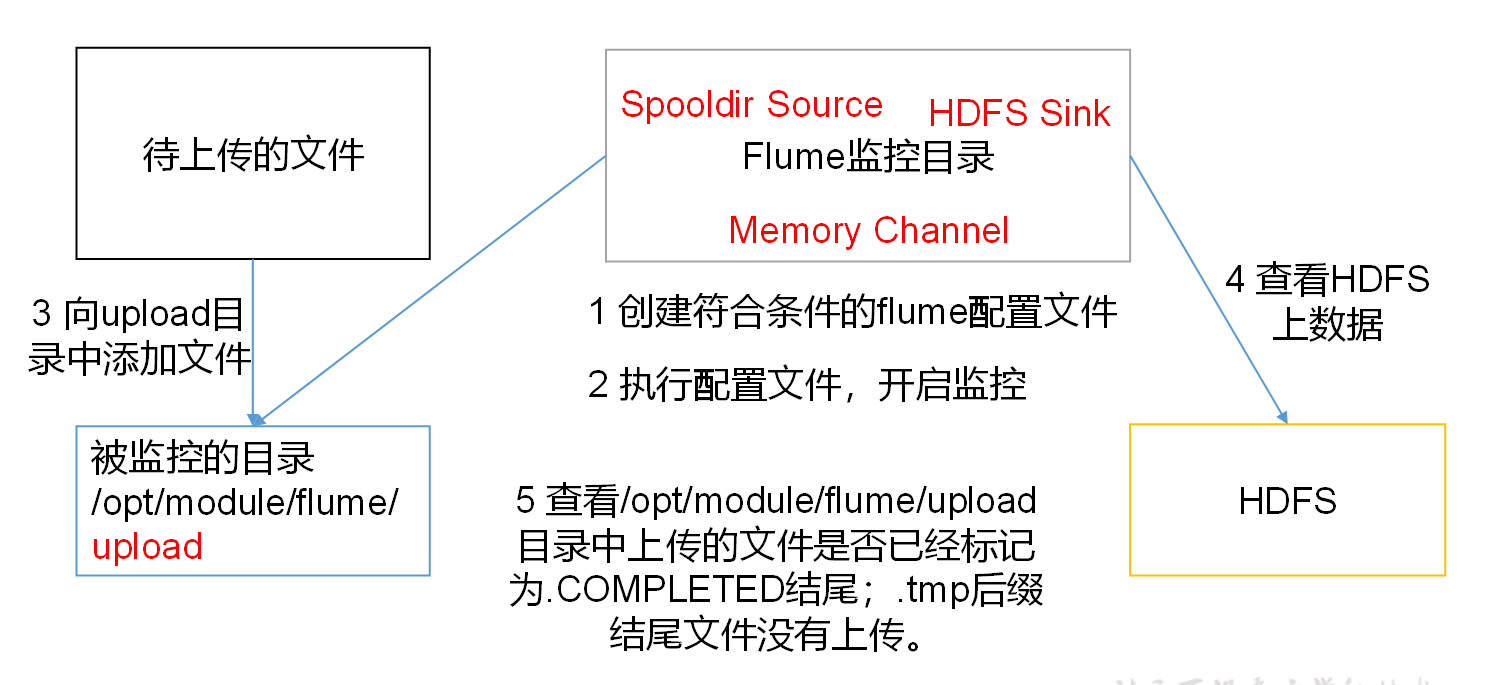 待上传的文件
Spooldir Source
HDFS Sink
Flume监控目录
Memory Channel
3 向upload目
录中添加文件
1 创建符合条件的flume配置文件
2 执行配置文件，开启监控
4 查看HDFS
上数据
被监控的目录
/opt/module/flume/
upload
5 查看/opt/module/flume/upload
目录中上传的文件是否已经标记
为.COMPLETED结尾；.tmp后缀
结尾文件没有上传。
HDFS